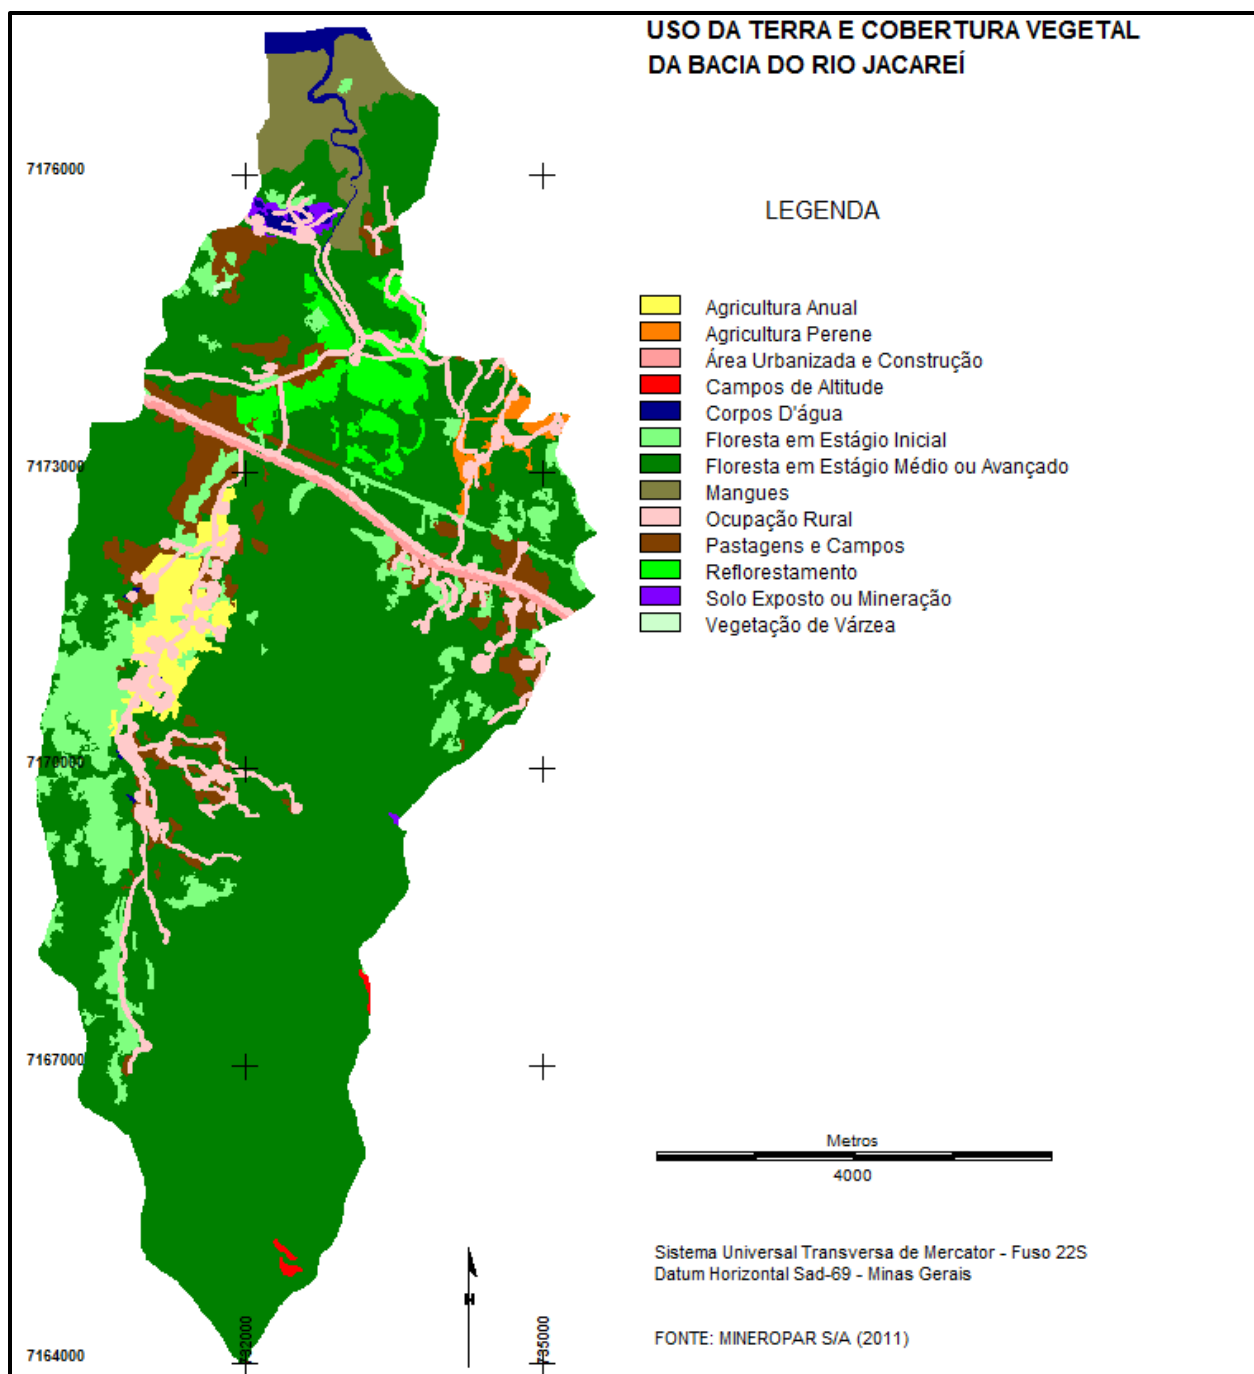 USO DA TERRA E COBERTURA VEGETAL
DA BACIA DO RIO JACAREÍ
7176000
LEGENDA
Agricultura Anual
Agricultura Perene
Área Urbanizada e Construção
Campos de Altitude
Corpos D'água
Floresta em Estágio Inicial
Floresta em Estágio Médio ou Avançado
Mangues
Ocupação Rural
Pastagens e Campos
Reflorestamento
Solo Exposto ou Mineração
Vegetação de Várzea
7173000
7170000
7167000
7164000
732000
735000
Metros
4000
N
Sistema Universal Transversa de Mercator - Fuso 22S
Datum Horizontal Sad-69 - Minas Gerais
FONTE: MINEROPAR S/A (2011)